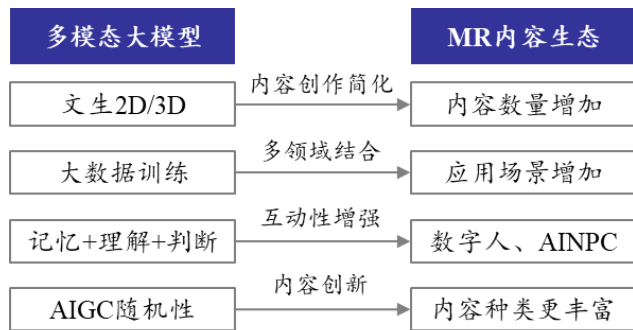 多模态大模型
MR内容生态
文生2D/3D
内容创作简化
内容数量增加
大数据训练
多领域结合
应用场景增加
记忆+理解+判断
互动性增强
数字人、AINPC
AIGC随机性
内容创新
内容种类更丰富